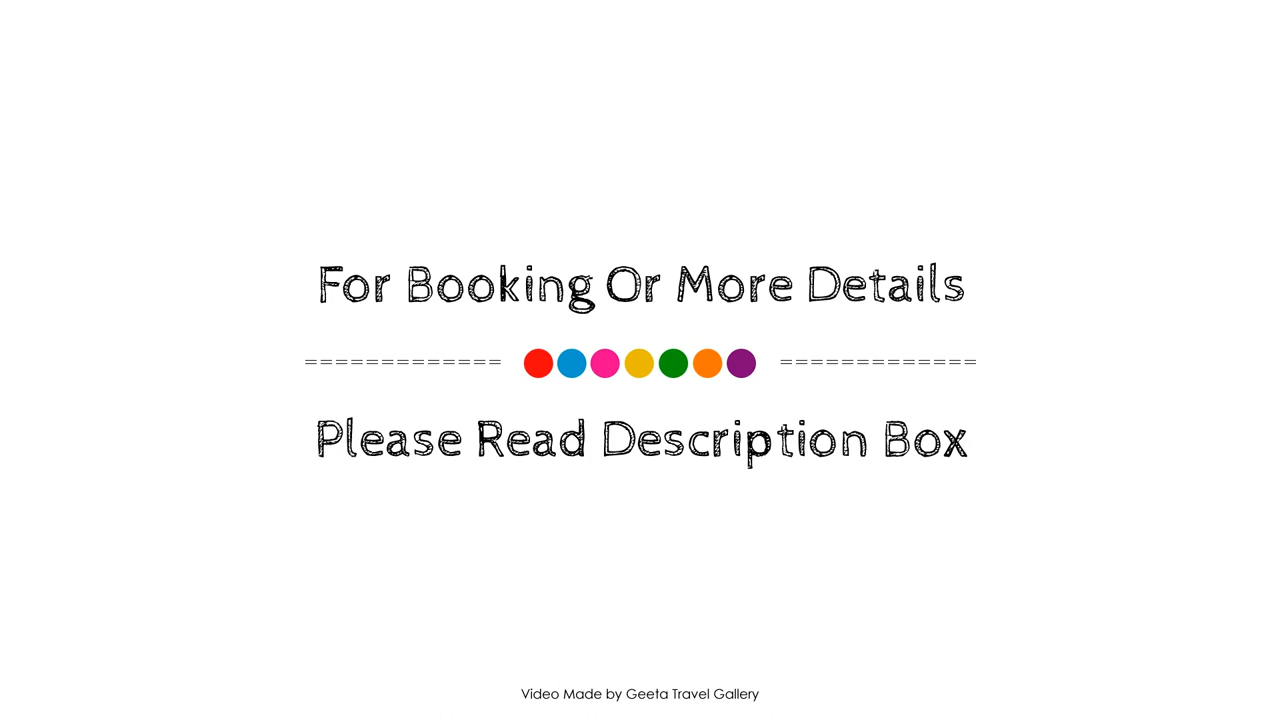 For Booking Or More Details
============= =============
Please Read Description Box
Video Made by Geeta Travel Gallery